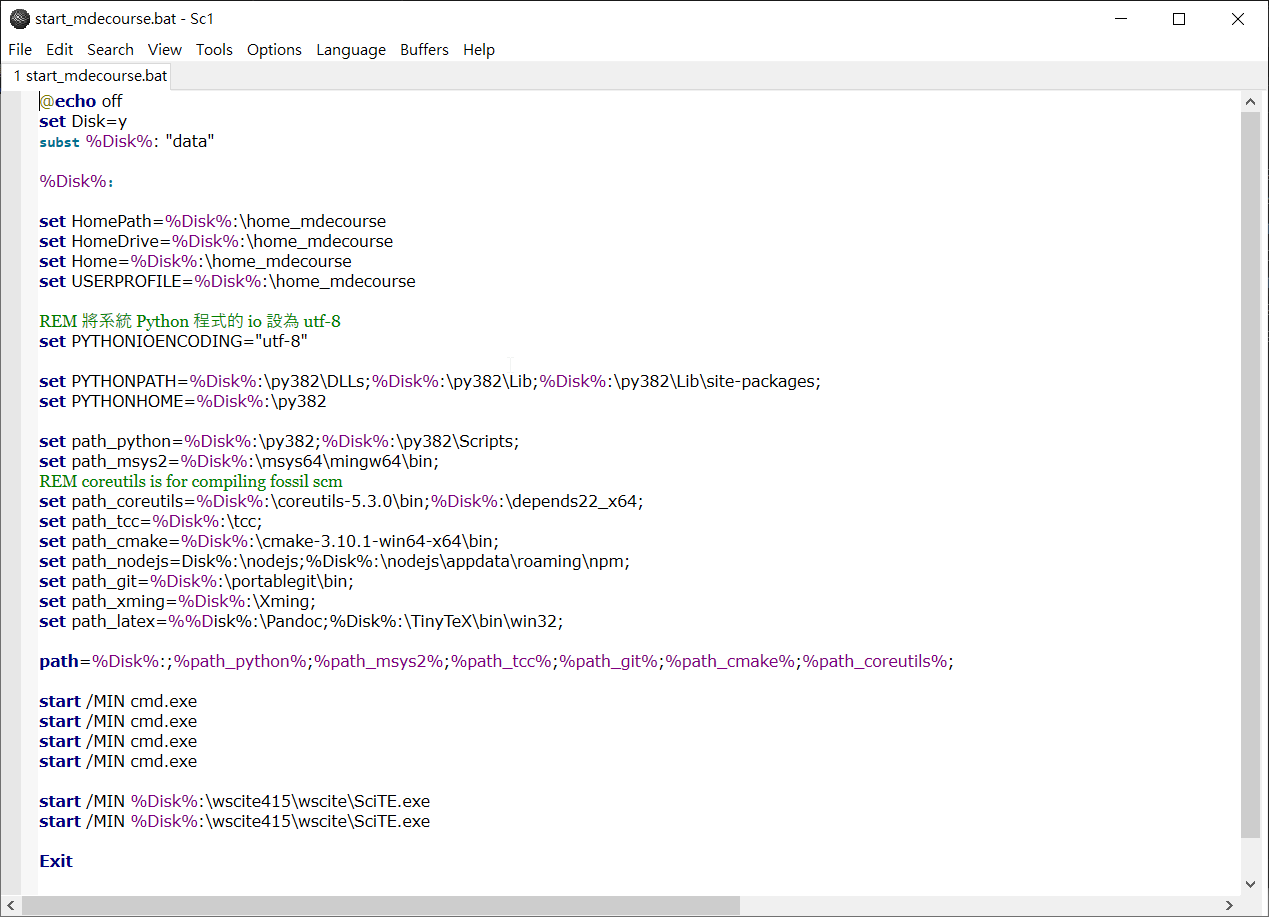 start_mdecourse.bat - Sc1
File Edit Search View Tools Options Language Buffers Help
1 start_mdecourse.bat
@echo off
set Disk=y
subst %Disk%: "data"
%Disk%:
set HomePath=%Disk%:\home_mdecourse
set HomeDrive=%Disk%:\home_mdecourse
set Home=%Disk%:\home_mdecourse
set USERPROFILE=%Disk%:\home_mdecourse
REM 將系統 Python 程式的 io 設為 utf-8
set PYTHONIOENCODING="utf-8"
set PYTHONPATH=%Disk%:\py382\DLLs;%Disk%:\py382\Lib;%Disk%:\py382\Lib\site-packages;
set PYTHONHOME=%Disk%:\py382
set path_python=%Disk%:\py382;%Disk%:\py382\Scripts;
set path_msys2=%Disk%:\msys64\mingw64\bin;
REM coreutils is for compiling fossil scm
set path_coreutils=%Disk%:\coreutils-5.3.0\bin;%Disk%:\depends22_x64;
set path_tcc=%Disk%:\tcc;
set path_cmake=%Disk%:\cmake-3.10.1-win64-x64\bin;
set path_nodejs=Disk%:\nodejs;%Disk%:\nodejs\appdata\roaming\npm;
set path_git=%Disk%:\portablegit\bin;
set path_xming=%Disk%:\Xming;
set path_latex=%%Disk%:\Pandoc;%Disk%:\TinyTeX\bin\win32;
path=%Disk%:;%path_python%;%path_msys2%;%path_tcc%;%path_git%;%path_cmake%;%path_coreutils%;
start /MIN cmd.exe
start /MIN cmd.exe
start /MIN cmd.exe
start /MIN cmd.exe
start /MIN %Disk%:\wscite415\wscite\SciTE.exe
start /MIN %Disk%:\wscite415\wscite\SciTE.exe
Exit